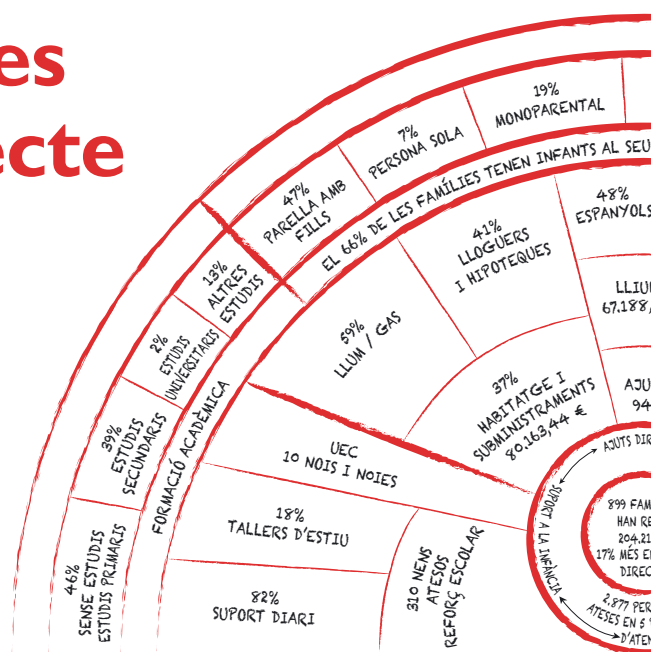 es
ecte
19%
MONOPARENTAL
7%
PERSONA SOLA
47%
PARELLA AMB
FILLS
EL 66% DE LES FAMÍLIES TENEN INFANTS AL SEU
13%
ALTRES
ESTUDIS
2%
ESTUDIS
UNIVERSITARIS
39%
ESTUDIS
SECUNDARIS
46%
SENSE ESTUDIS
ESTUDIS PRIMARIS
FORMACIÓ ACADÈMICA
48%
ESPANYOLS
41%
LLOGUERS
I HIPOTEQUES
59%
LLUM / GAS
37%
HABITATGE I
SUBMINISTRAMENTS
80.163,44 €
LLIU
67.188,
AJU
94
UEC
10 NOIS I NOIES
18%
TALLERS D'ESTIU
82%
SUPORT DIARI
310 NENS
ATESOS
REFORÇ ESCOLAR
AJUTS DIR
SUPORT A LA INFÀNCIA
899 FAM
HAN RE
204.21
17% MÉS E
DIREC
2.877 PER
ATESES EN 5
D'ATEN